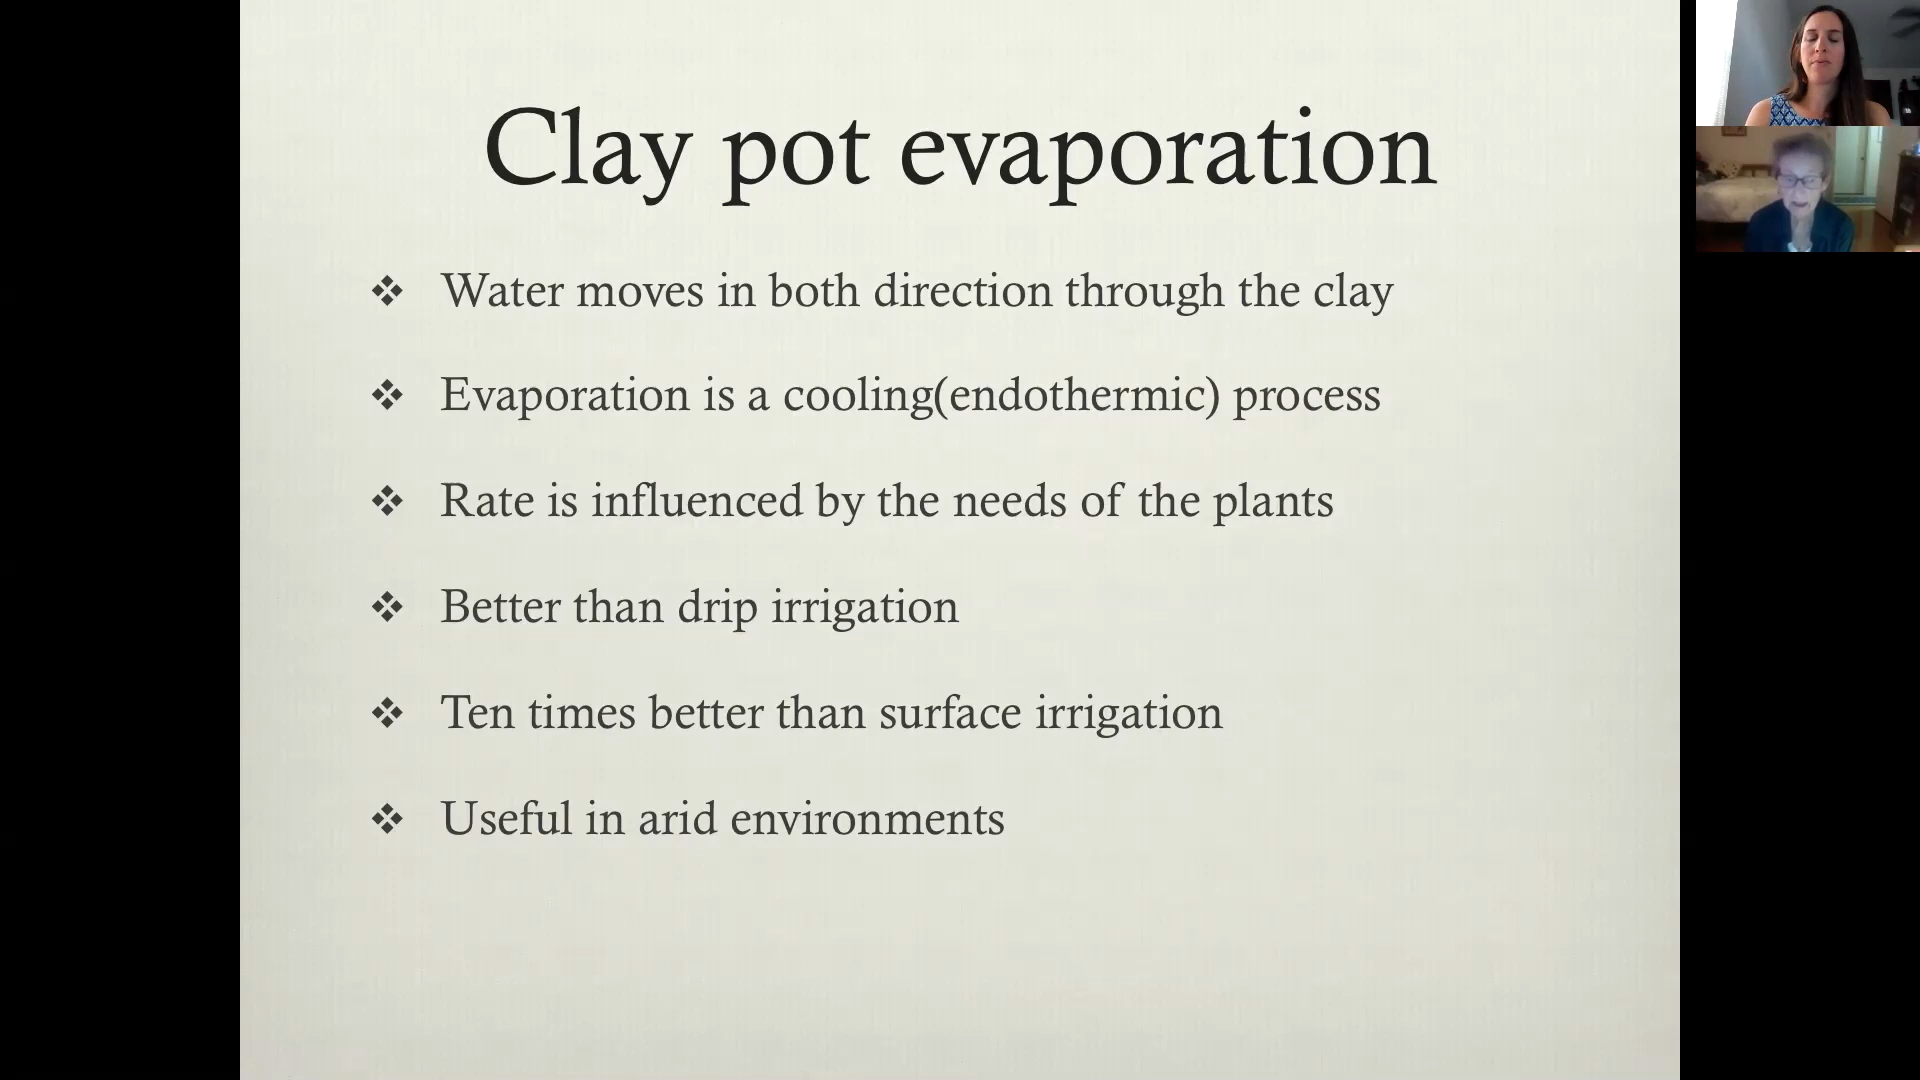 Clay pot evaporation
Water moves in both direction through the clay
Evaporation is a cooling(endothermic) process
Rate is influenced by the needs of the plants
Better than drip irrigation
Ten times better than surface irrigation
Useful in arid environments